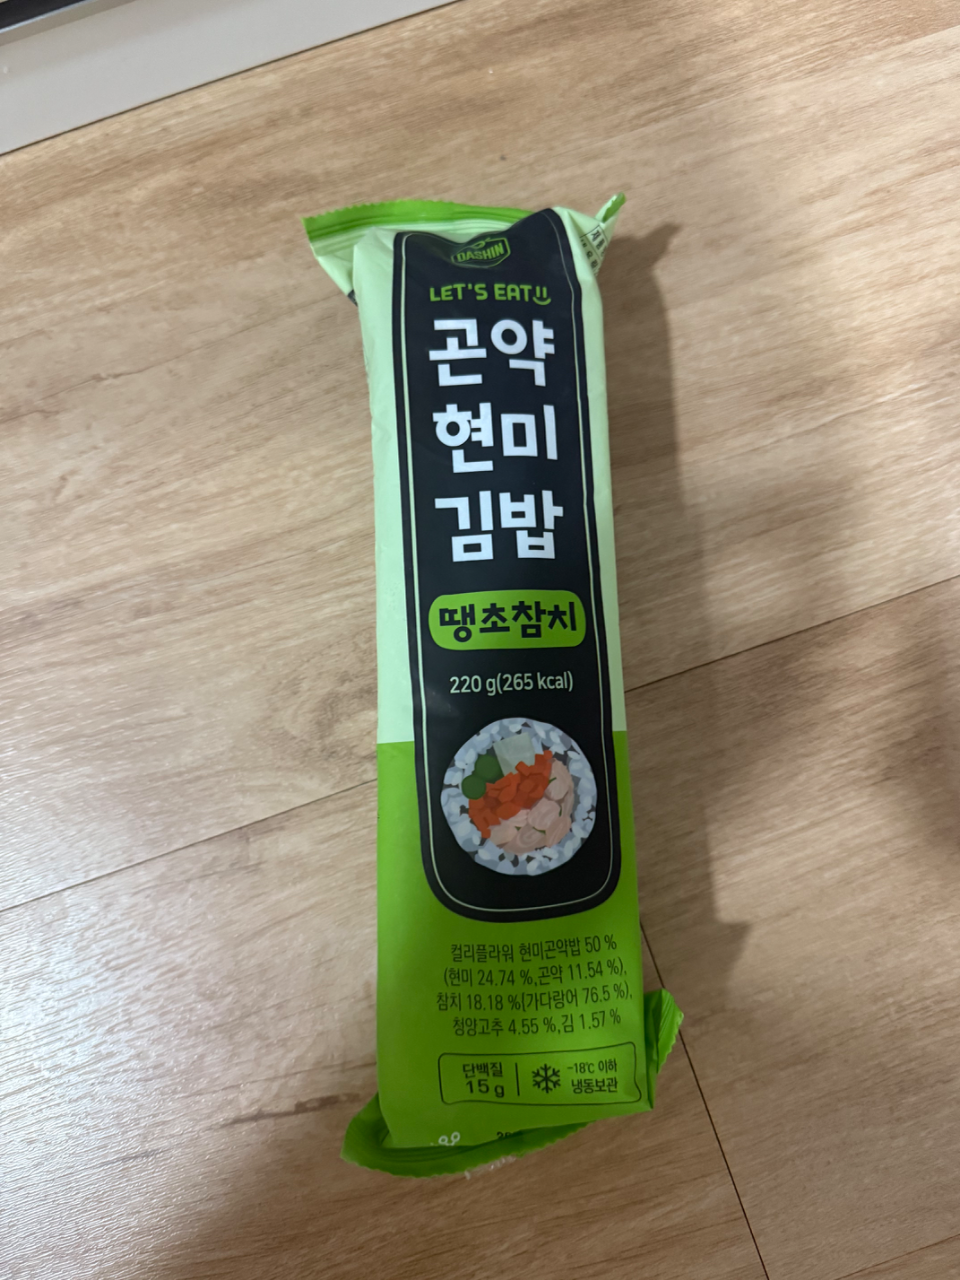 DASHIN
LET'S EAT
곤약
현미
김밥
땡초참치
220 g(265 kcal)
컬리플라워 현미곤약밥 50 %
(현미 24.74 %,곤약 11.54 %),
참치 18.18 %(가다랑어 76.5 %),
청양고추 4.55 %,김 1.57 %
단백질
15 g
-18℃ 이하
냉동보관